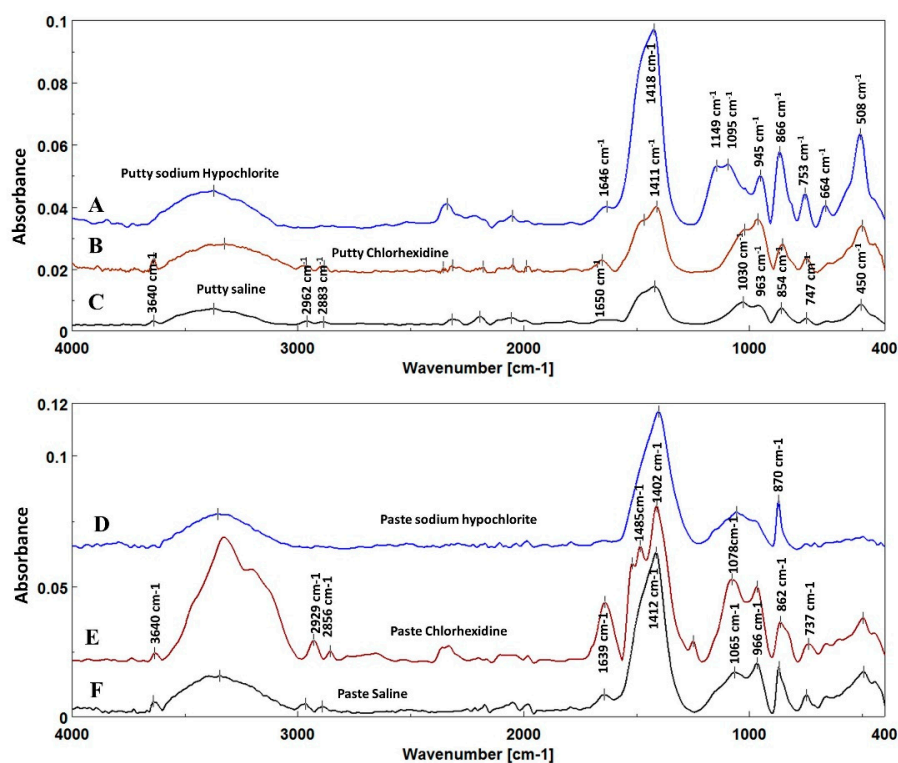 0.1
0.08
0.06
0.04
0.02
0
Absorbance
A
B
C
Putty sodium Hypochlorite
Putty Chlorhexidine
Putty saline
3640 cm⁻¹
2962 cm⁻¹
2883 cm⁻¹
1646 cm⁻¹
1650 cm⁻¹
1418 cm-1
1411 cm⁻¹
1149 cm⁻¹
1095 cm⁻¹
1030 cm⁻¹
945 cm⁻¹
963 cm⁻¹
866 cm⁻¹
854 cm⁻¹
753 cm⁻¹
747 cm⁻¹
664 cm⁻¹
508 cm⁻¹
450 cm⁻¹
4000 3000 2000 1000 400
Wavenumber [cm-1]
0.12
0.1
0.05
0
Absorbance
D
E
F
Paste sodium hypochlorite
Paste Chlorhexidine
Paste Saline
3640 cm-1
2929 cm-1
2856 cm-1
1639 cm-1
1485cm-1
1402 cm-1
1412 cm-1
1078cm-1
1065 cm-1
966 cm-1
870 cm-1
862 cm-1
737 cm-1
4000 3000 2000 1000 400
Wavenumber [cm-1]